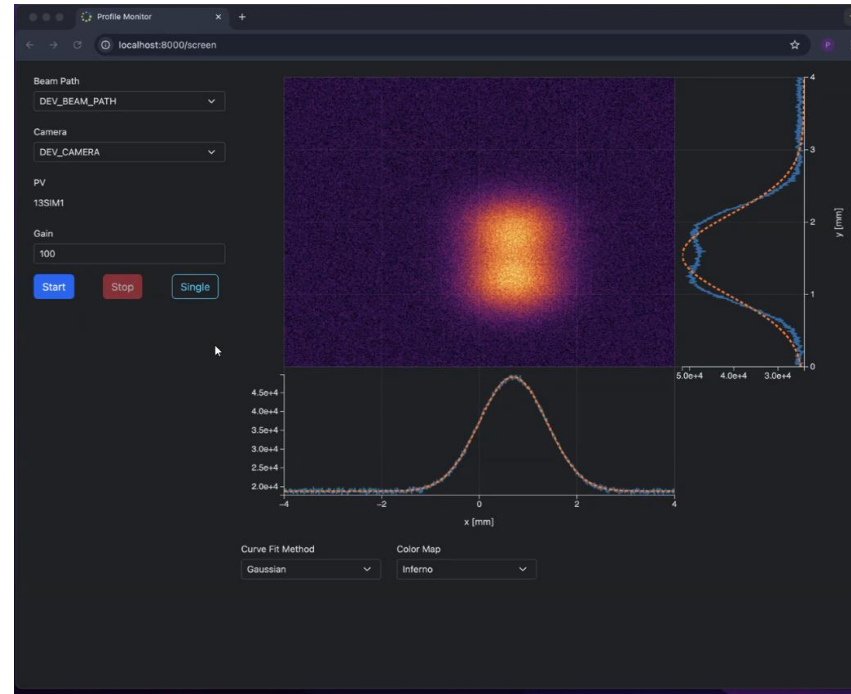 Profile Monitor
localhost:8000/screen
P
Beam Path
DEV_BEAM_PATH
Camera
DEV_CAMERA
PV
13SIM1
Gain
100
Start Stop Single
4
3
2
1
0
y [mm]
5.0e+4 4.0e+4 3.0e+4
4.5e+4
4.0e+4
3.5e+4
3.0e+4
2.5e+4
2.0e+4
-4 -2 0 2 4
x [mm]
Curve Fit Method Color Map
Gaussian Inferno